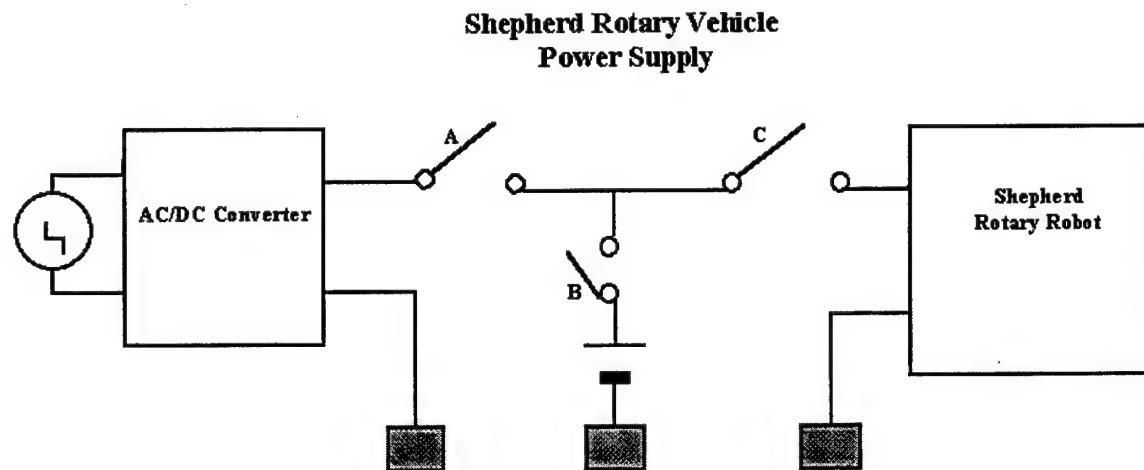 Shepherd Rotary Vehicle
Power Supply
A
C
AC/DC Converter
Shepherd
Rotary Robot
B